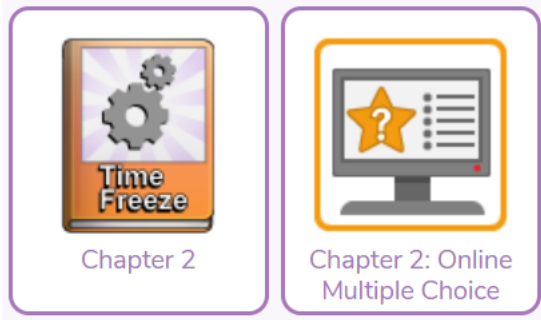 Time
Freeze
Chapter 2
?
Chapter 2: Online
Multiple Choice